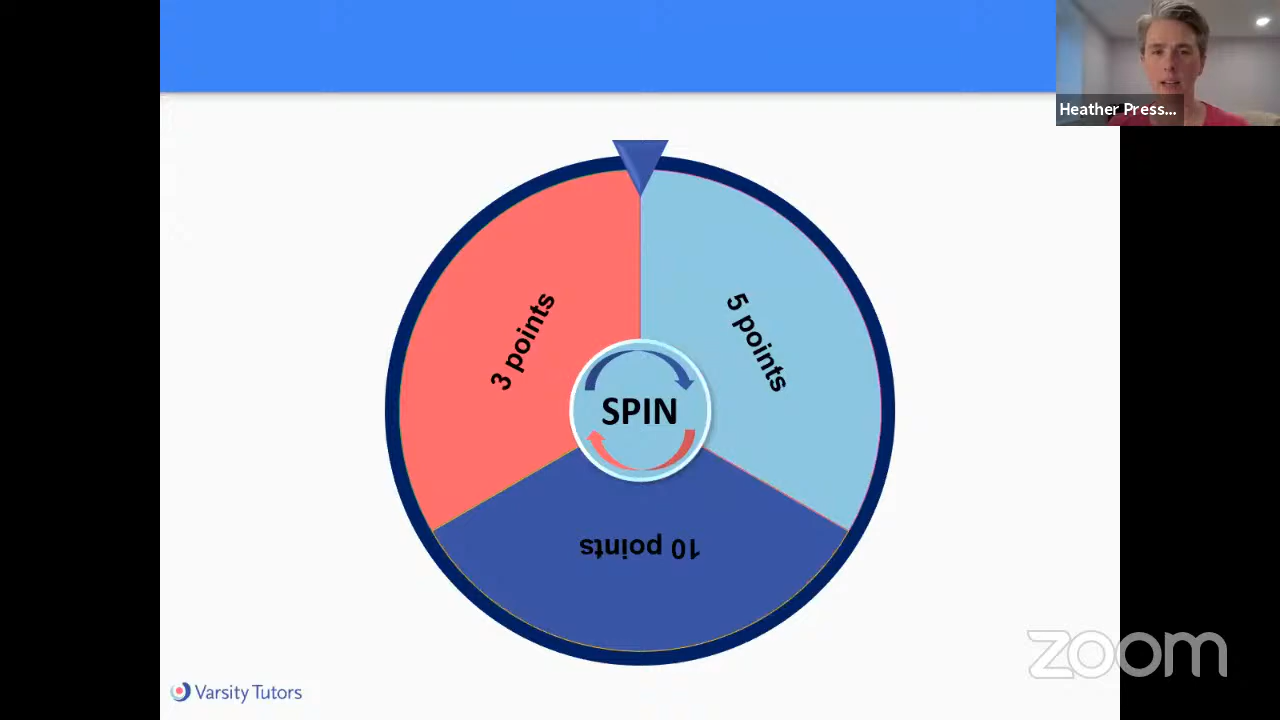 Heather Press...
3 points
5 points
SPIN
10 points
Varsity Tutors
zoom